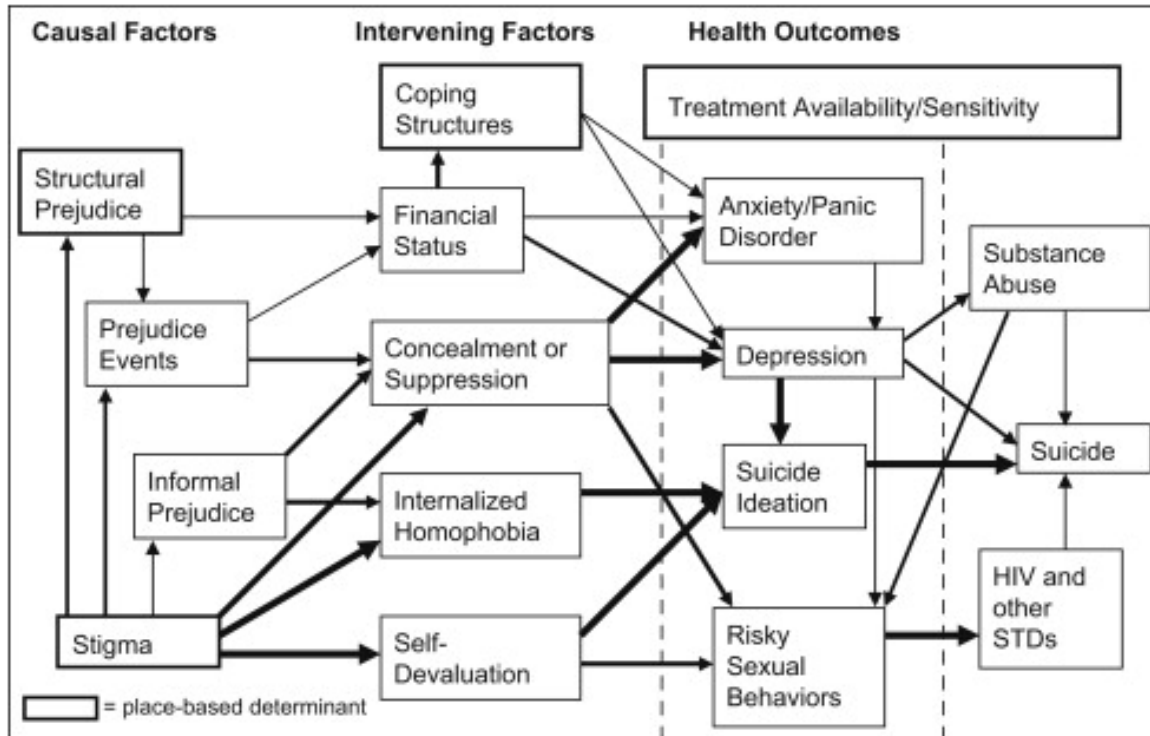 Causal Factors
Intervening Factors
Health Outcomes
Coping
Structures
Treatment Availability/Sensitivity
Structural
Prejudice
Financial
Status
Anxiety/Panic
Disorder
Substance
Abuse
Prejudice
Events
Concealment or
Suppression
Depression
Informal
Prejudice
Internalized
Homophobia
Suicide
Ideation
Suicide
Stigma
Self-
Devaluation
Risky
Sexual
Behaviors
HIV and
other
STDs
= place-based determinant